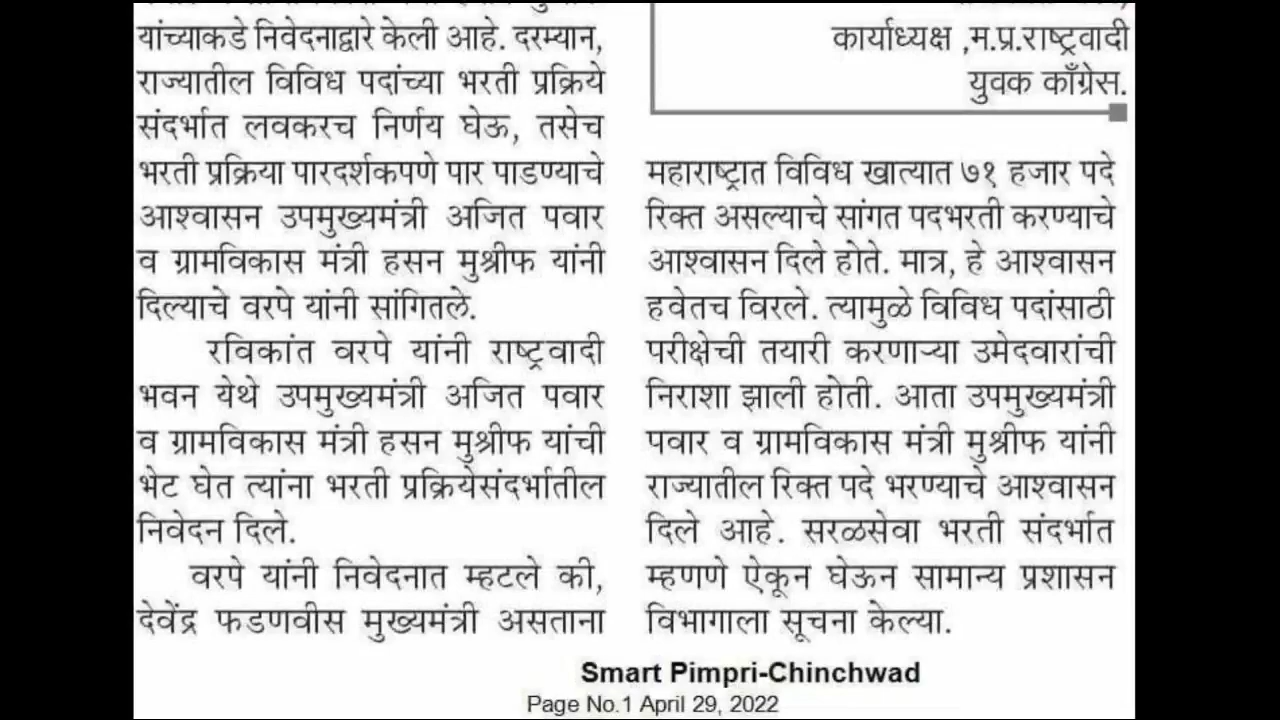 यांच्याकडे निवेदनाद्वारे केली आहे. दरम्यान,
राज्यातील विविध पदांच्या भरती प्रक्रिये
संदर्भात लवकरच निर्णय घेऊ, तसेच
भरती प्रक्रिया पारदर्शकपणे पार पाडण्याचे
आश्वासन उपमुख्यमंत्री अजित पवार
व ग्रामविकास मंत्री हसन मुश्रीफ यांनी
दिल्याचे वरपे यांनी सांगितले.
रविकांत वरपे यांनी राष्ट्रवादी
भवन येथे उपमुख्यमंत्री अजित पवार
व ग्रामविकास मंत्री हसन मुश्रीफ यांची
भेट घेत त्यांना भरती प्रक्रियेसंदर्भातील
निवेदन दिले.
वरपे यांनी निवेदनात म्हटले की,
देवेंद्र फडणवीस मुख्यमंत्री असताना
कार्याध्यक्ष ,म.प्र.राष्ट्रवादी
युवक काँग्रेस.
महाराष्ट्रात विविध खात्यात ७१ हजार पदे
रिक्त असल्याचे सांगत पदभरती करण्याचे
आश्वासन दिले होते. मात्र, हे आश्वासन
हवेतच विरले. त्यामुळे विविध पदांसाठी
परीक्षेची तयारी करणाऱ्या उमेदवारांची
निराशा झाली होती. आता उपमुख्यमंत्री
पवार व ग्रामविकास मंत्री मुश्रीफ यांनी
राज्यातील रिक्त पदे भरण्याचे आश्वासन
दिले आहे. सरळसेवा भरती संदर्भात
म्हणणे ऐकून घेऊन सामान्य प्रशासन
विभागाला सूचना केल्या.
Smart Pimpri-Chinchwad
Page No.1 April 29, 2022